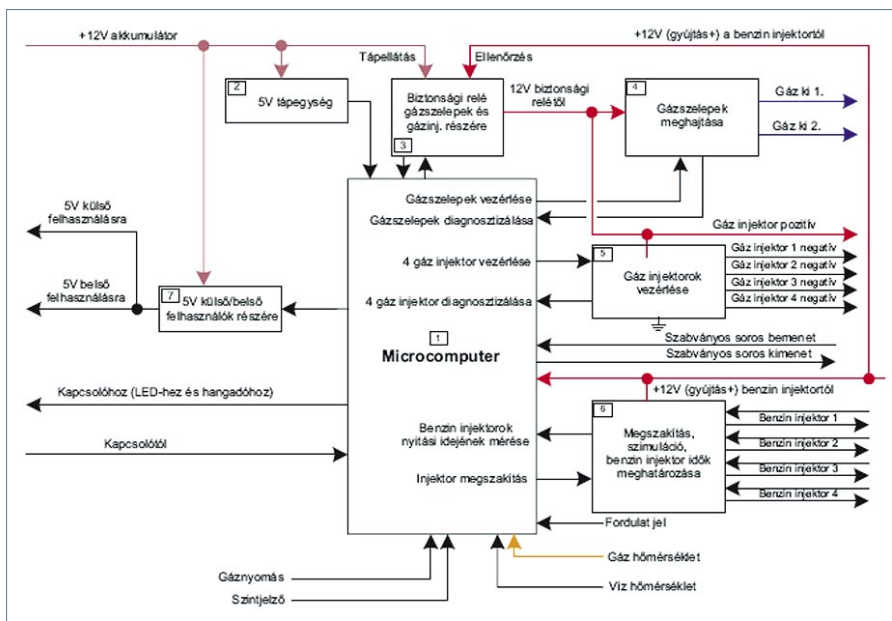 +12V akkumulátor
+12V (gyújtás+) a benzin injektortól
Tápellátás
Ellenőrzés
2
5V tápegység
Biztonsági relé
gázszelepek és
gázinj. részére
3
12V biztonsági
relétől
4
Gázszelepek
meghajtása
Gáz ki 1.
Gáz ki 2.
Gázszelepek vezérlése
Gázszelepek diagnosztizálása
5V külső
felhasználásra
Gáz injektor pozitív
4 gáz injektor vezérlése
5
Gáz injektorok
vezérlése
Gáz injektor 1 negatív
Gáz injektor 2 negatív
Gáz injektor 3 negatív
Gáz injektor 4 negatív
5V belső
felhasználásra
7
5V külső/belső
felhasználók részére
4 gáz injektor diagnosztizálása
1
Microcomputer
Szabványos soros bemenet
Szabványos soros kimenet
+12V (gyújtás+) benzin injektortól
Kapcsolóhoz (LED-hez és hangadóhoz)
6
Megszakítás,
szimuláció,
benzin injektor idők
meghatározása
Benzin injektor 1
Benzin injektor 2
Benzin injektor 3
Benzin injektor 4
Benzin injektorok
nyitási idejének mérése
Kapcsolótól
Injektor megszakítás
Fordulat jel
Gáz hőmérséklet
Gáznyomás
Víz hőmérséklet
Szintjelző